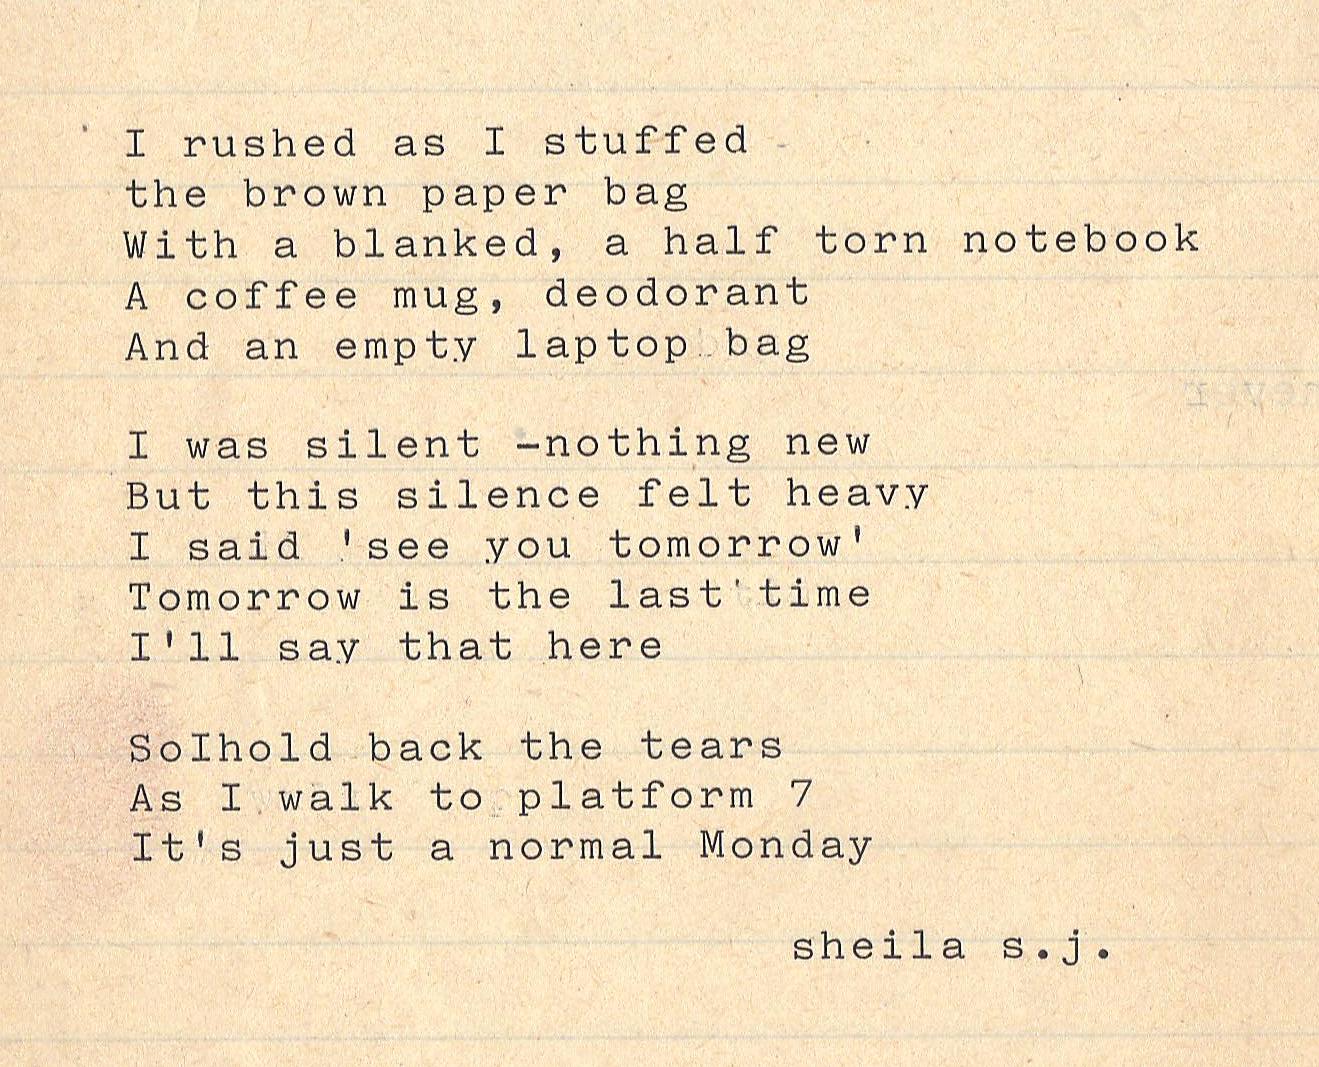 I rushed as I stuffed
the brown paper bag
With a blanked, a half torn notebook
A coffee mug, deodorant
And an empty laptop bag
never
I was silent -nothing new
But this silence felt heavy
I said 'see you tomorrow'
Tomorrow is the last time
I'll say that here
SoIhold back the tears
As I walk to platform 7
It's just a normal Monday
sheila s.j.